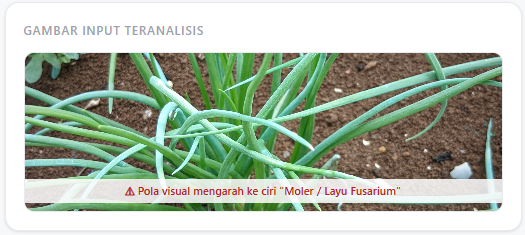 GAMBAR INPUT TERANALISIS
⚠ Pola visual mengarah ke ciri "Moler / Layu Fusarium"